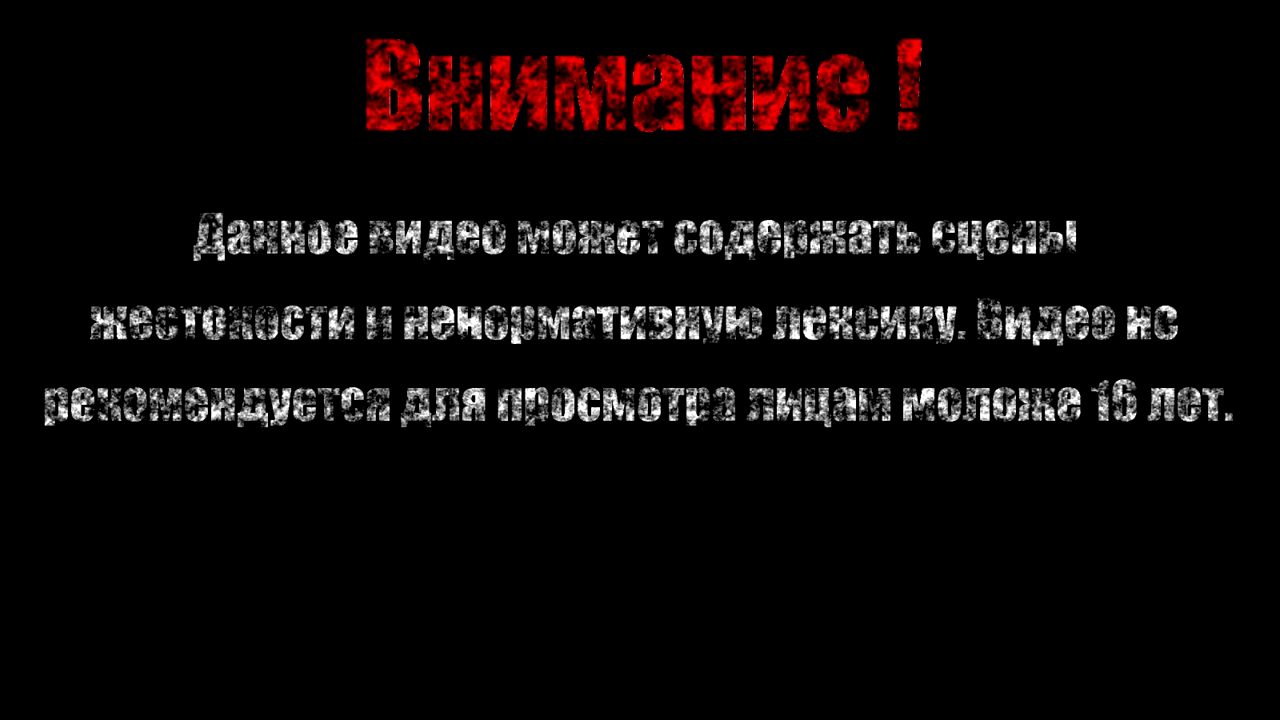 Внимание !
Данное видео может содержать сцены
жестокости и ненормативную лексику. Видео не
рекомендуется для просмотра лицам моложе 16 лет.